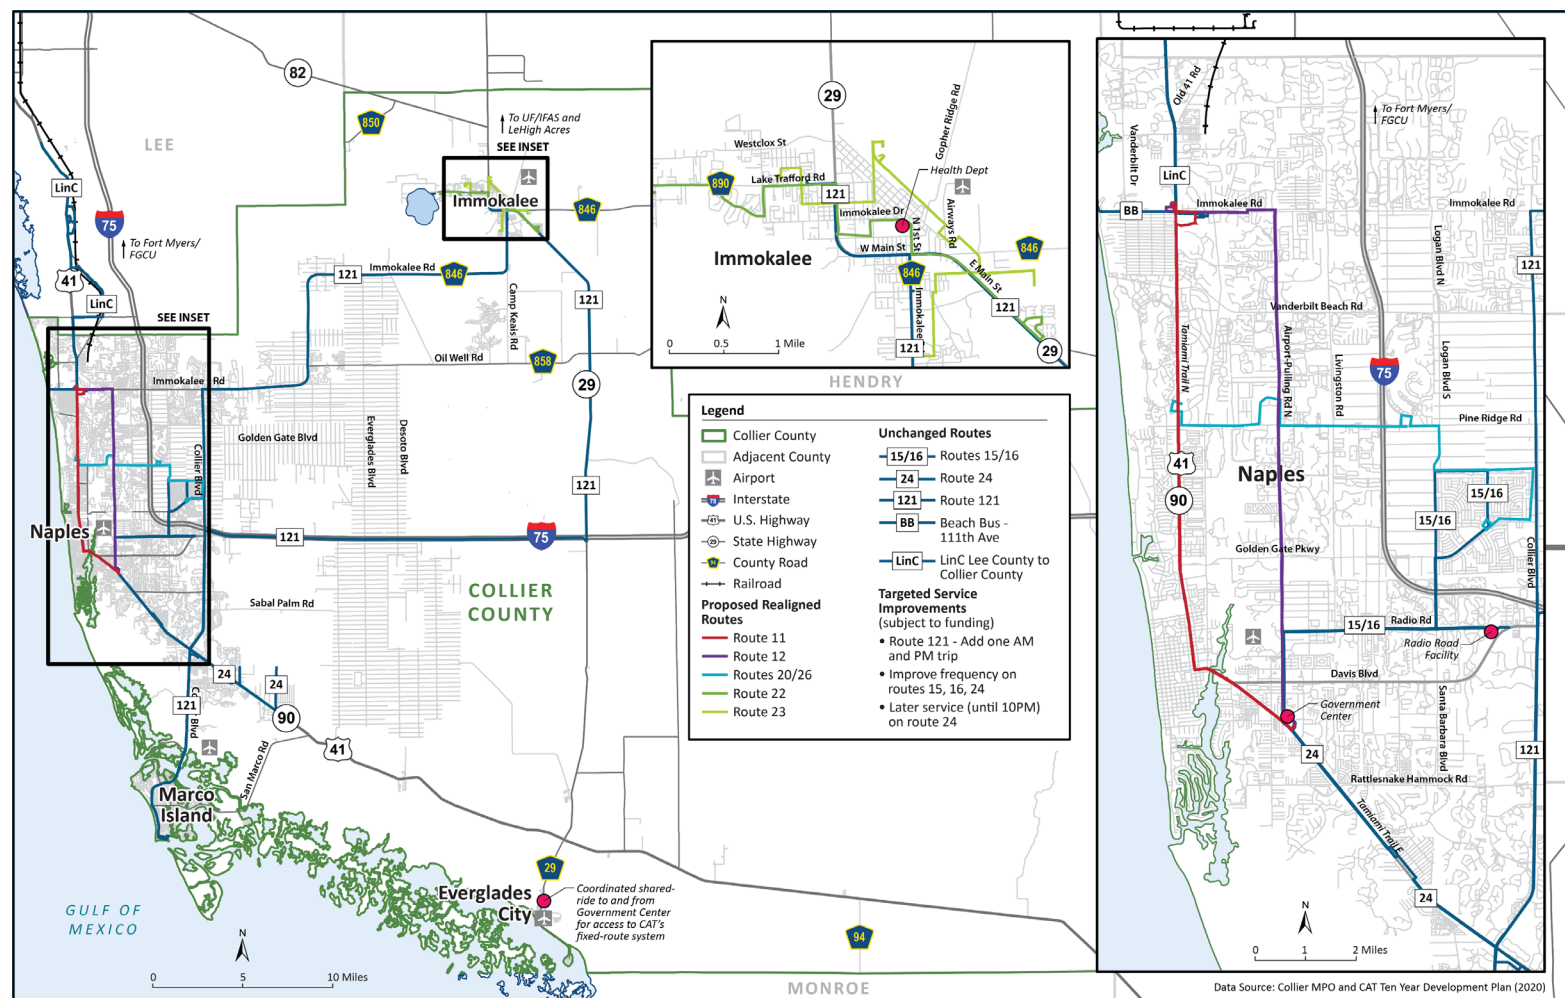 82
850
LEE
To UF/IFAS and
LeHigh Acres
SEE INSET
LinC
75
To Fort Myers/
FGCU
Immokalee
846
41
LinC
121
Immokalee Rd
846
121
Camp Keais Rd
SEE INSET
Oil Well Rd
858
29
Immokalee Rd
Collier Blvd
Golden Gate Blvd
Everglades Blvd
Desoto Blvd
121
Naples
121
75
COLLIER
COUNTY
Sabal Palm Rd
24
24
121
Blvd
90
41
San Marco Rd
Marco
Island
29
Everglades
City
Coordinated shared-
ride to and from
Government Center
for access to CAT's
fixed-route system
94
GULF OF
MEXICO
N
0 5 10 Miles
MONROE
HENDRY
29
Gopher Ridge Rd
Westclox St
Health Dept
890
Lake Trafford Rd
121
Immokalee Dr
N 1st St
Airways Rd
W Main St
846
Immokalee
846
E Main St
Immokalee
121
121
29
N
0 0.5 1 Mile
Legend
Collier County
Adjacent County
Airport
75
Interstate
41
U.S. Highway
29
State Highway
County Road
Railroad
Proposed Realigned
Routes
Route 11
Route 12
Routes 20/26
Route 22
Route 23
Unchanged Routes
15/16
Routes 15/16
24
Route 24
121
Route 121
BB
Beach Bus -
111th Ave
LinC
LinC Lee County to
Collier County
Targeted Service
Improvements
(subject to funding)
• Route 121 - Add one AM
and PM trip
• Improve frequency on
routes 15, 16, 24
• Later service (until 10PM)
on route 24
Old 41 Rd
To Fort Myers/
FGCU
Vanderbilt Dr
LinC
BB
Immokalee Rd
Immokalee Rd
Logan Blvd N
121
Vanderbilt Beach Rd
Tamiami Trail N
Airport-Pulling Rd N
Livingston Rd
75
Logan Blvd S
Pine Ridge Rd
41
Naples
90
15/16
15/16
Golden Gate Pkwy
Collier Blvd
15/16
Radio Rd
Radio Road
Facility
Davis Blvd
Government
Center
Santa Barbara Blvd
24
121
Rattlesnake Hammock Rd
Tamiami Trail E
24
N
0 1 2 Miles
Data Source: Collier MPO and CAT Ten Year Development Plan (2020)